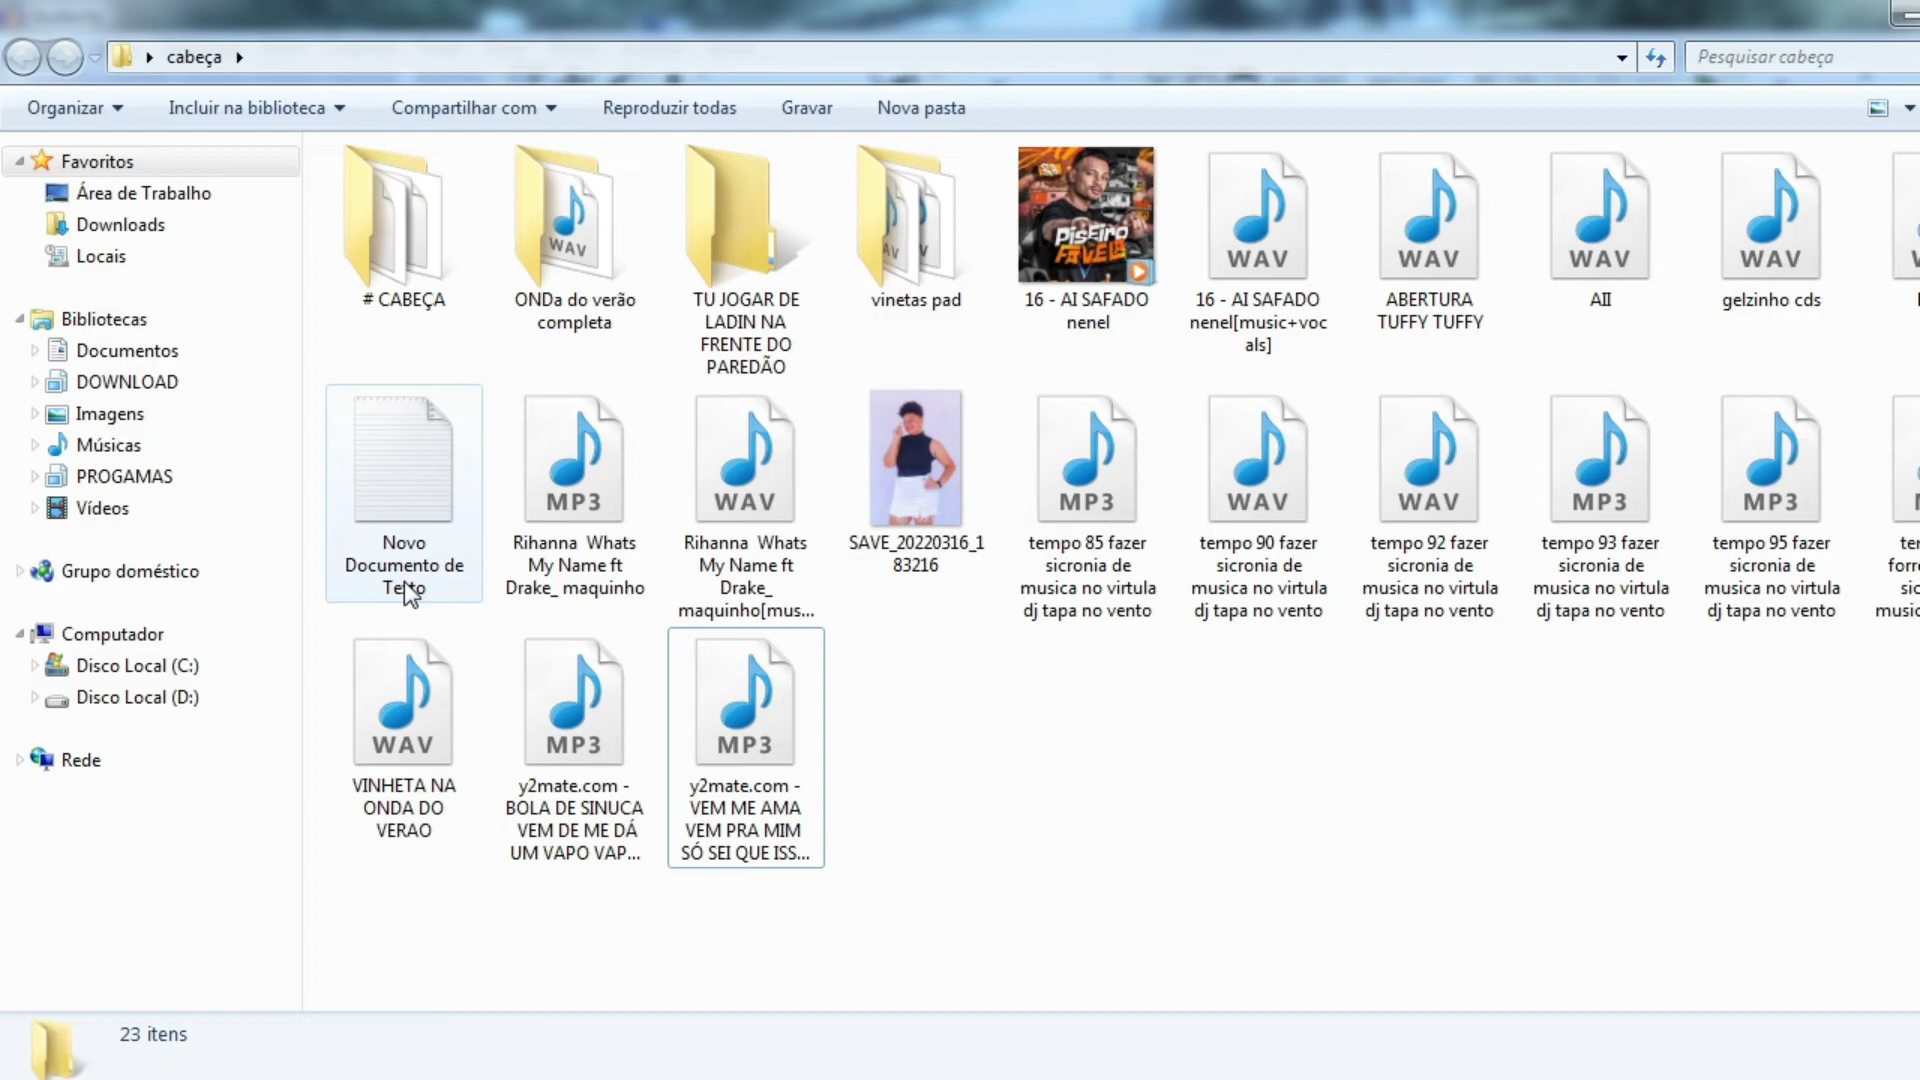 cabeça
Pesquisar cabeça
Organizar
Incluir na biblioteca
Compartilhar com
Reproduzir todas
Gravar
Nova pasta
Favoritos
Área de Trabalho
Downloads
Locais
Bibliotecas
Documentos
DOWNLOAD
Imagens
Músicas
PROGAMAS
Vídeos
Grupo doméstico
Computador
Disco Local (C:)
Disco Local (D:)
Rede
# CABEÇA
WAV
ONDa do verão
completa
TU JOGAR DE
LADIN NA
FRENTE DO
PAREDÃO
vinetas pad
PISEIRO
FAVELA
16 - AI SAFADO
nenel
WAV
16 - AI SAFADO
nenel[music+voc
als]
WAV
ABERTURA
TUFFY TUFFY
WAV
AII
WAV
gelzinho cds
Novo
Documento de
Texto
MP3
Rihanna Whats
My Name ft
Drake_ maquinho
WAV
Rihanna Whats
My Name ft
Drake_
maquinho[mus...
SAVE_20220316_1
83216
MP3
tempo 85 fazer
sicronia de
musica no virtula
dj tapa no vento
WAV
tempo 90 fazer
sicronia de
musica no virtula
dj tapa no vento
WAV
tempo 92 fazer
sicronia de
musica no virtula
dj tapa no vento
MP3
tempo 93 fazer
sicronia de
musica no virtula
dj tapa no vento
MP3
tempo 95 fazer
sicronia de
musica no virtula
dj tapa no vento
WAV
VINHETA NA
ONDA DO
VERAO
MP3
y2mate.com -
BOLA DE SINUCA
VEM DE ME DÁ
UM VAPO VAP...
MP3
y2mate.com -
VEM ME AMA
VEM PRA MIM
SÓ SEI QUE ISS...
23 itens